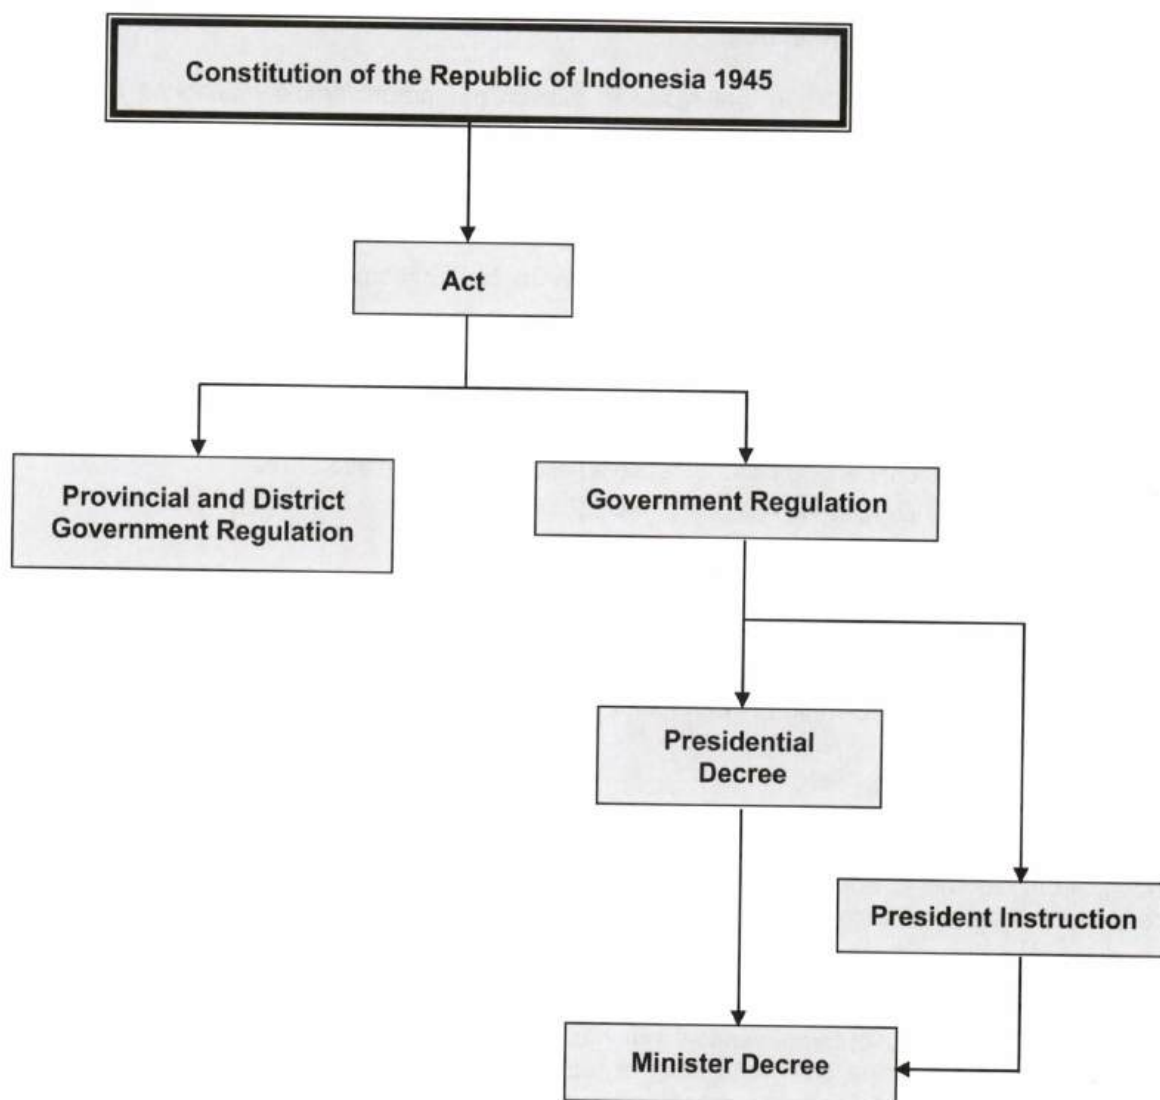 Constitution of the Republic of Indonesia 1945
Act
Provincial and District
Government Regulation
Government Regulation
Presidential
Decree
President Instruction
Minister Decree